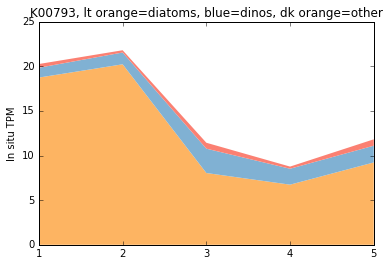 K00793, lt orange=diatoms, blue=dinos, dk orange=other
25
20
15
10
5
0
In situ TPM
1 2 3 4 5